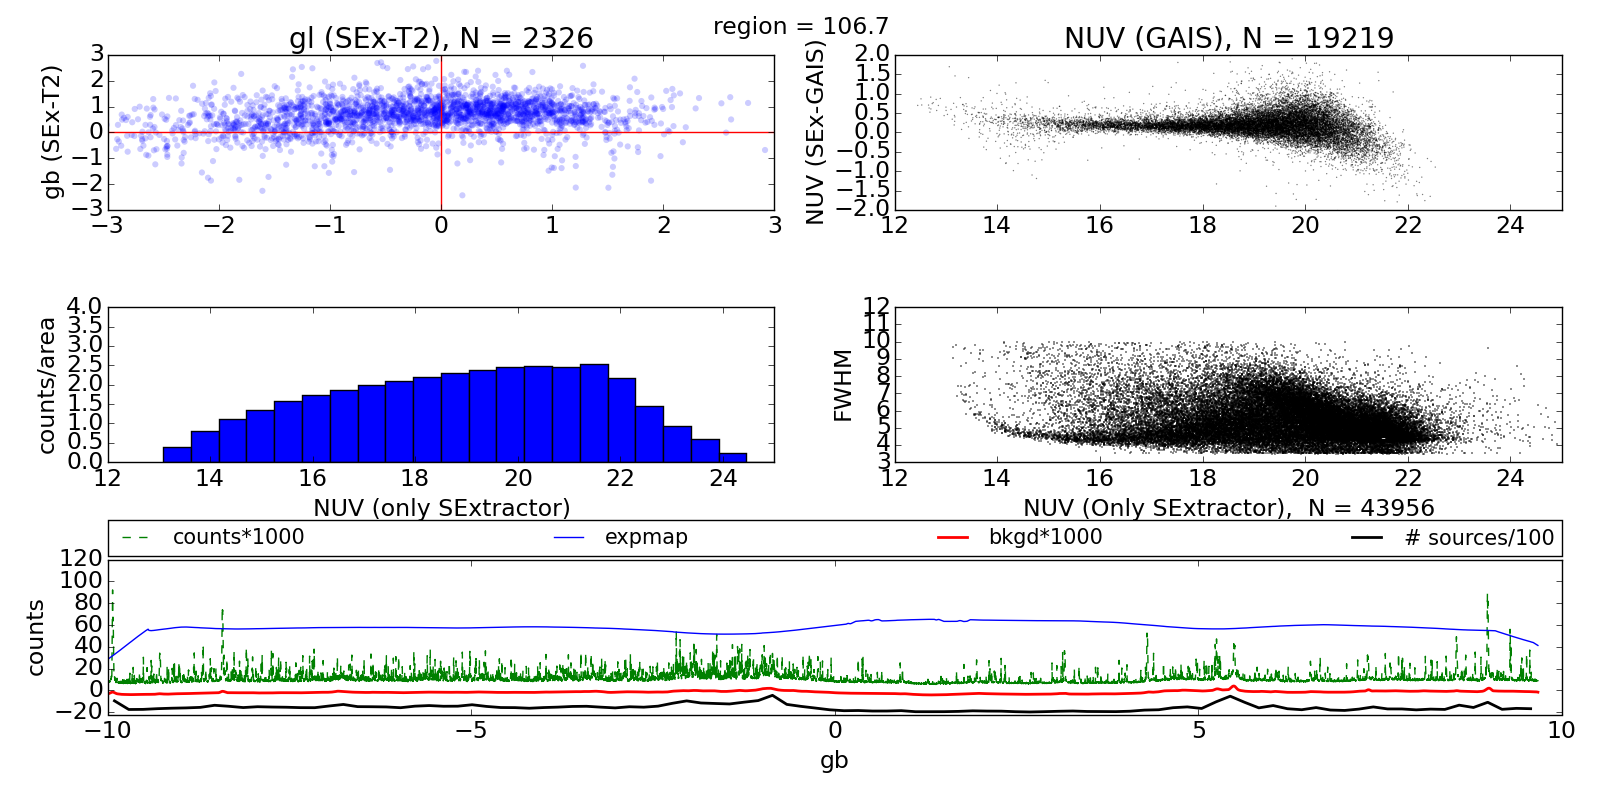 region = 106.7
gl (SEx-T2), N = 2326
gb (SEx-T2)
3
2
1
0
−1
−2
−3
−3 −2 −1 0 1 2 3
NUV (GAIS), N = 19219
NUV (SEx-GAIS)
2.0
1.5
1.0
0.5
0.0
−0.5
−1.0
−1.5
−2.0
12 14 16 18 20 22 24
counts/area
4.0
3.5
3.0
2.5
2.0
1.5
1.0
0.5
0.0
12 14 16 18 20 22 24
NUV (only SExtractor)
FWHM
12
11
10
9
8
7
6
5
4
3
12 14 16 18 20 22 24
NUV (Only SExtractor), N = 43956
counts*1000 expmap bkgd*1000 # sources/100
counts
120
100
80
60
40
20
0
−20
−10 −5 0 5 10
gb